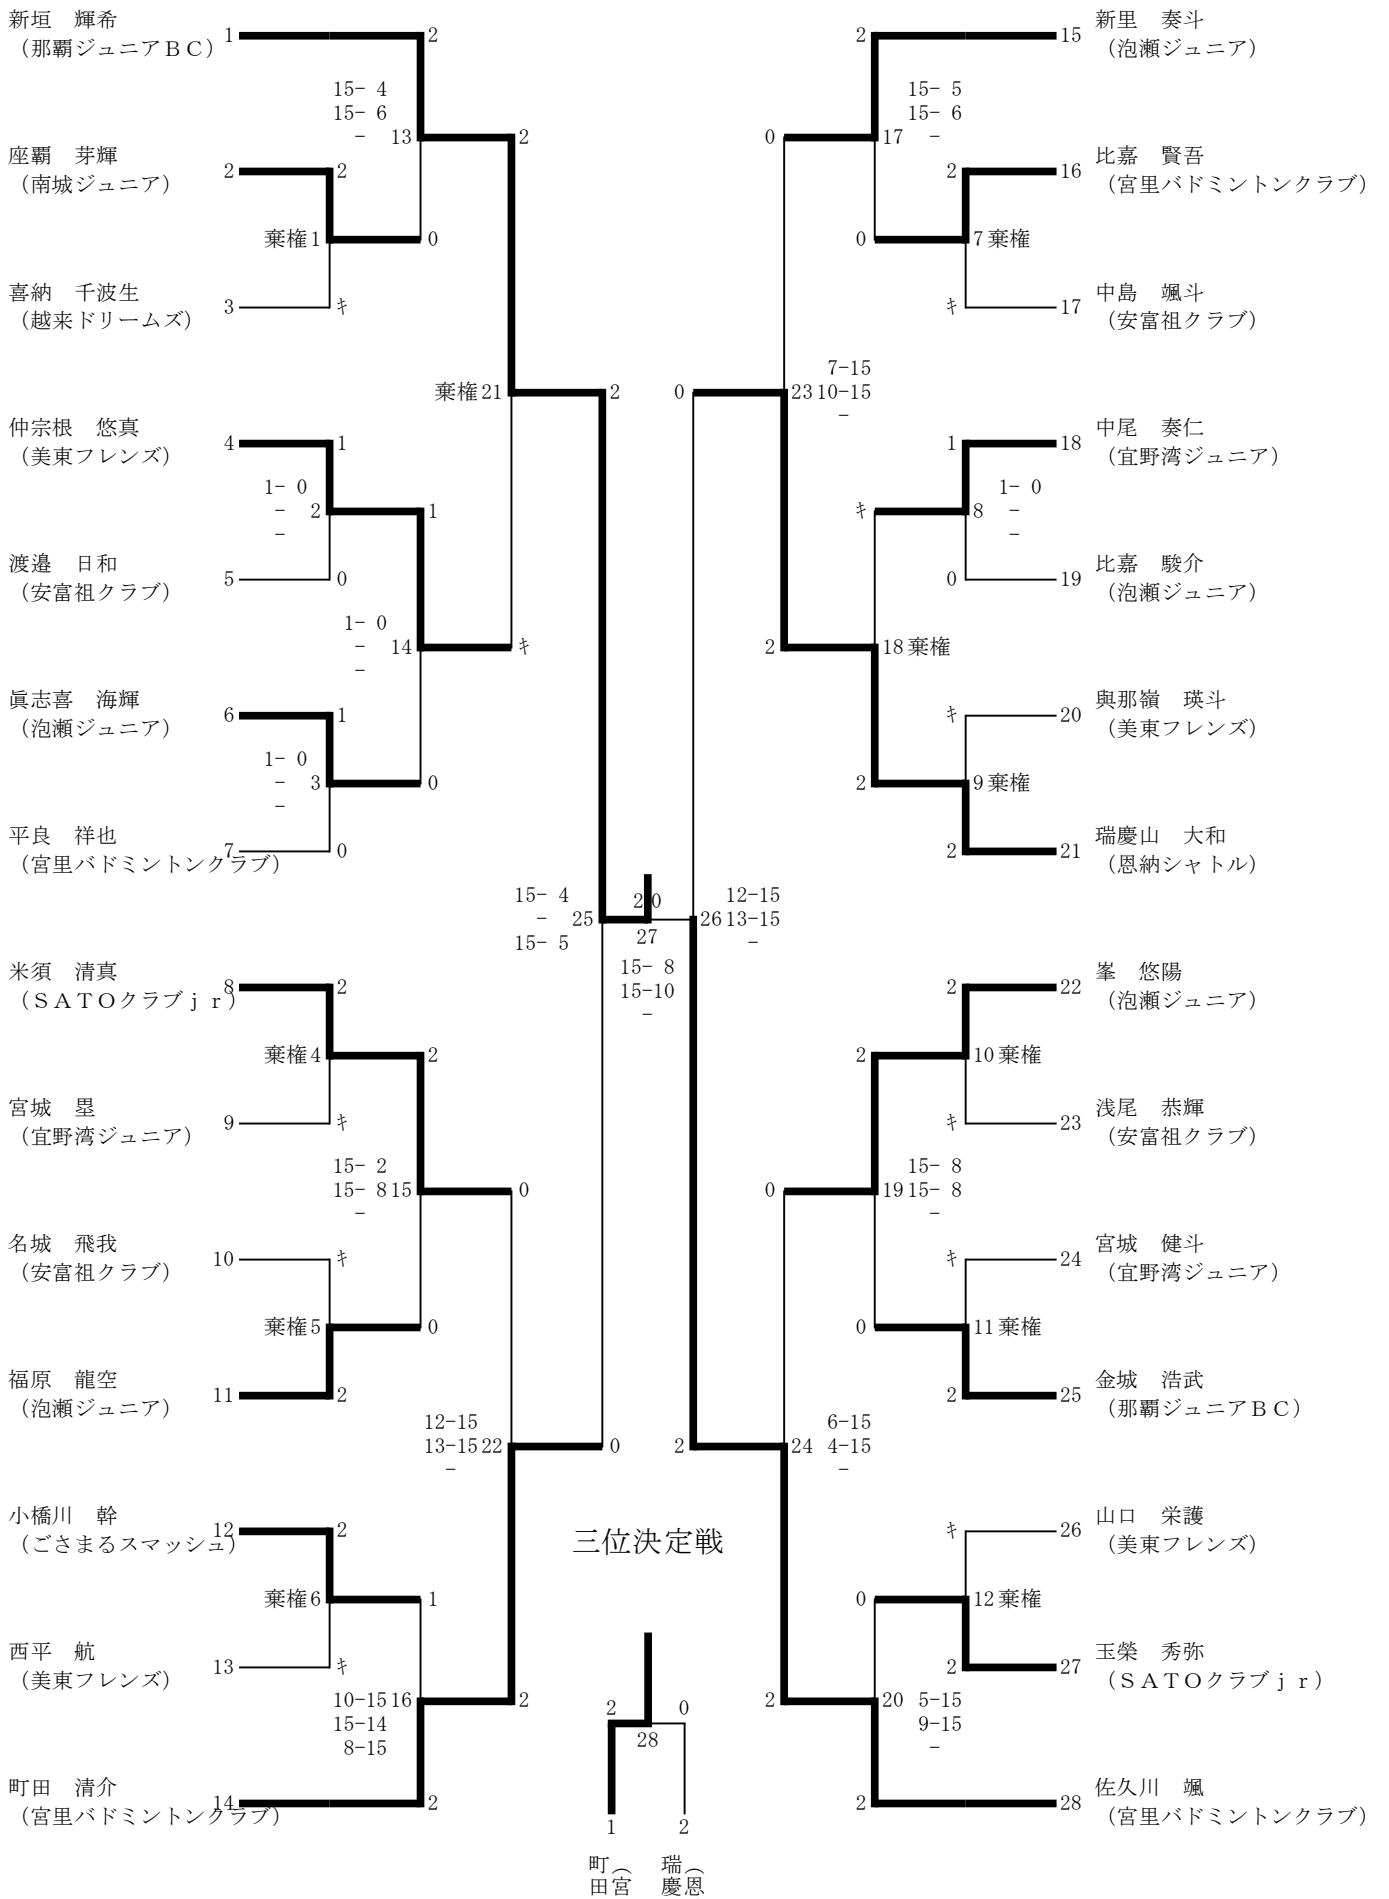 新垣　輝希
（那覇ジュニアＢＣ）
1
2
15- 4
15- 6
-
13
2
座覇　芽輝
（南城ジュニア）
2
2
棄権
1
0
喜納　千波生
（越来ドリームズ）
3
ｷ
棄権
21
2
仲宗根　悠真
（美東フレンズ）
4
1
1- 0
-
-
2
1
渡邉　日和
（安富祖クラブ）
5
0
1- 0
-
-
14
ｷ
眞志喜　海輝
（泡瀬ジュニア）
6
1
1- 0
-
-
3
0
平良　祥也
（宮里バドミントンクラブ）
7
0
15- 4
-
15- 5
25
2
0
27
15- 8
15-10
-
米須　清真
（ＳＡＴＯクラブｊｒ）
8
2
棄権
4
2
宮城　塁
（宜野湾ジュニア）
9
ｷ
15- 2
15- 8
-
15
0
名城　飛我
（安富祖クラブ）
10
ｷ
棄権
5
0
福原　龍空
（泡瀬ジュニア）
11
2
12-15
13-15
-
22
0
小橋川　幹
（ごさまるスマッシュ）
12
2
棄権
6
1
西平　航
（美東フレンズ）
13
ｷ
10-15
15-14
8-15
16
2
町田　清介
（宮里バドミントンクラブ）
14
2
新里　奏斗
（泡瀬ジュニア）
15
2
15- 5
15- 6
-
17
0
比嘉　賢吾
（宮里バドミントンクラブ）
16
2
7
棄権
0
中島　颯斗
（安富祖クラブ）
17
ｷ
7-15
10-15
-
23
0
中尾　奏仁
（宜野湾ジュニア）
18
1
1- 0
-
-
8
ｷ
比嘉　駿介
（泡瀬ジュニア）
19
0
18
棄権
2
與那嶺　瑛斗
（美東フレンズ）
20
ｷ
9
棄権
2
瑞慶山　大和
（恩納シャトル）
21
2
12-15
13-15
-
26
峯　悠陽
（泡瀬ジュニア）
22
2
10
棄権
2
浅尾　恭輝
（安富祖クラブ）
23
ｷ
15- 8
15- 8
-
19
0
宮城　健斗
（宜野湾ジュニア）
24
ｷ
11
棄権
0
金城　浩武
（那覇ジュニアＢＣ）
25
2
6-15
4-15
-
24
2
山口　栄護
（美東フレンズ）
26
ｷ
12
棄権
0
玉榮　秀弥
（ＳＡＴＯクラブｊｒ）
27
2
5-15
9-15
-
20
2
佐久川　颯
（宮里バドミントンクラブ）
28
2
三位決定戦
2
0
28
1
2
町田
（宮
瑞慶
（恩